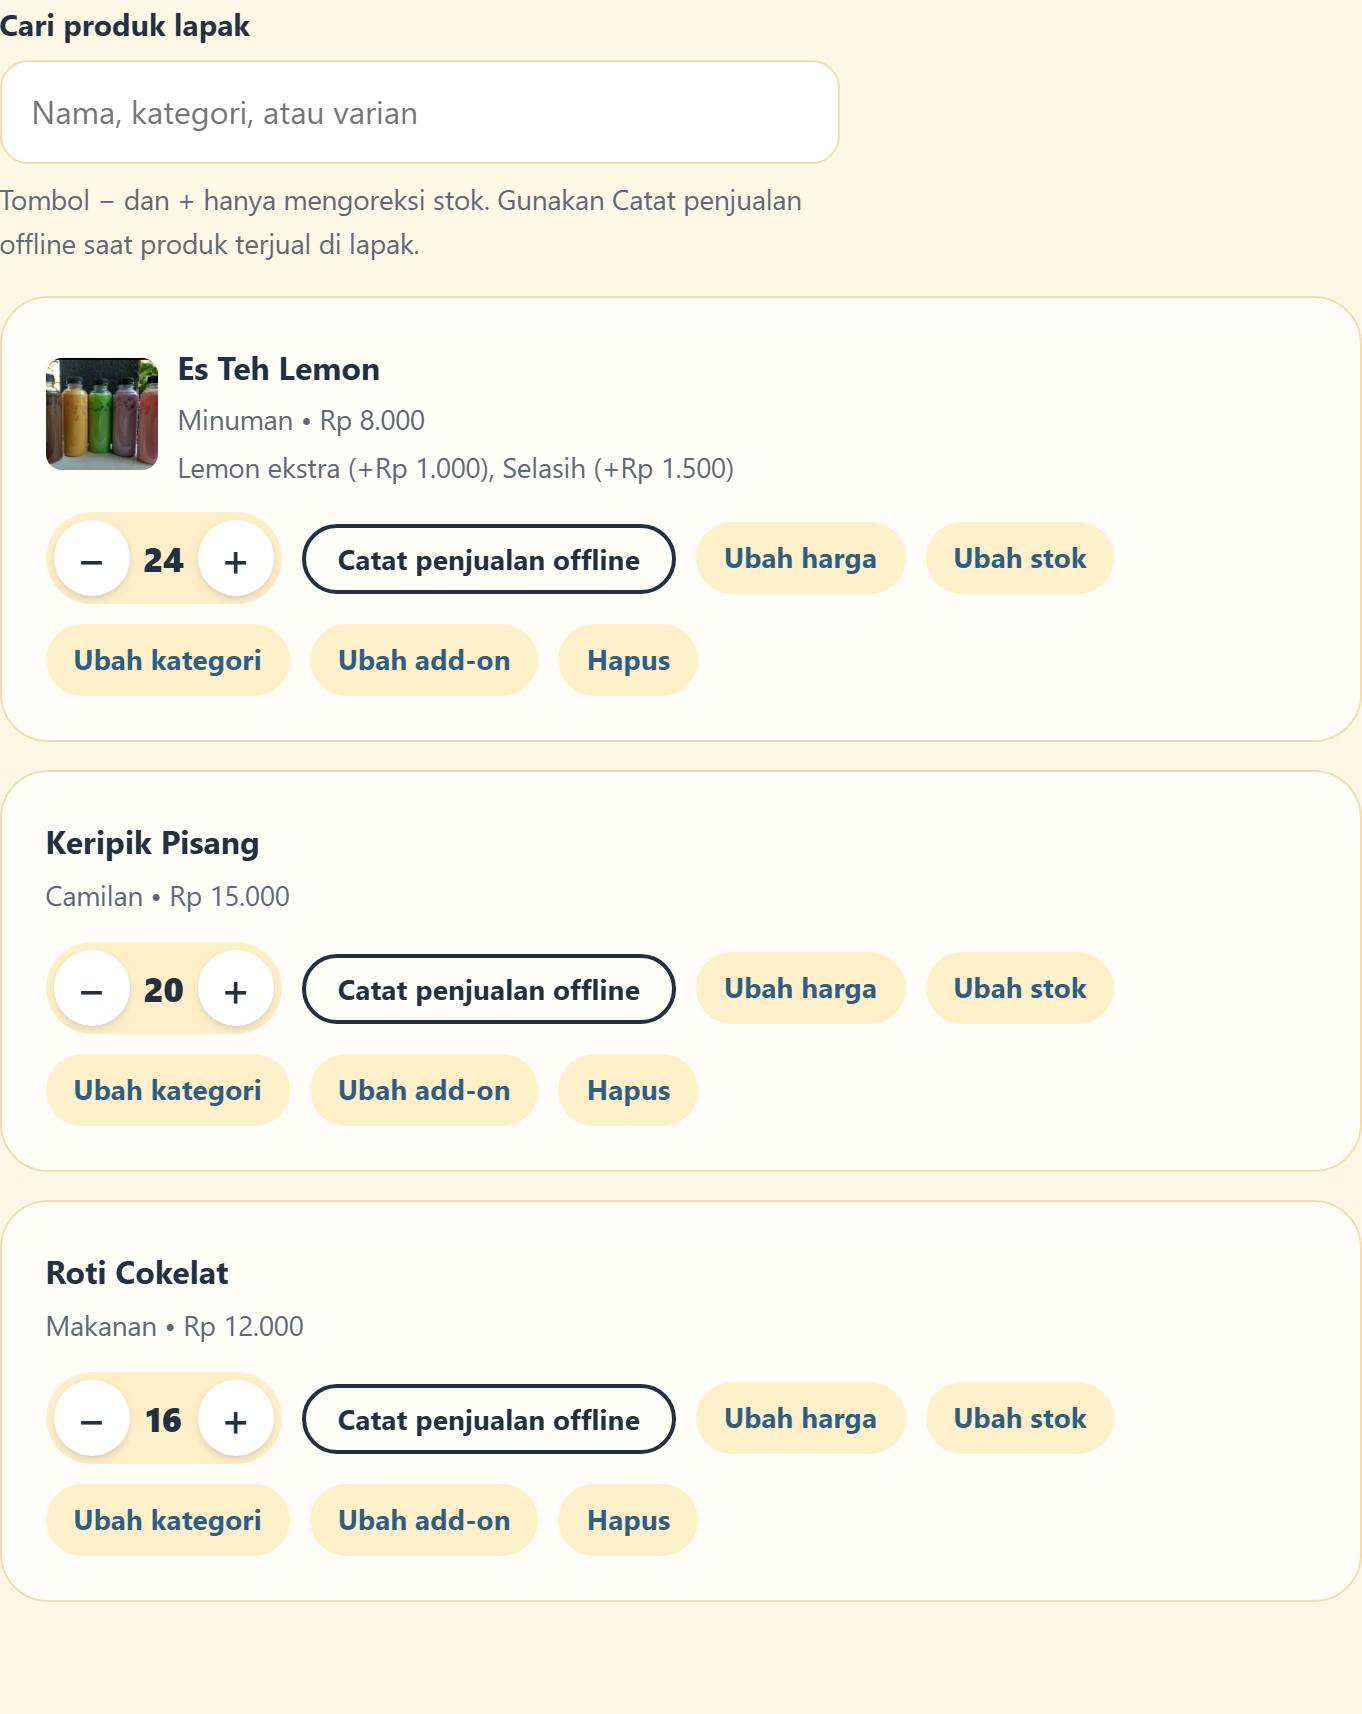 Cari produk lapak
Nama, kategori, atau varian
Tombol − dan + hanya mengoreksi stok. Gunakan Catat penjualan
offline saat produk terjual di lapak.
Es Teh Lemon
Minuman • Rp 8.000
Lemon ekstra (+Rp 1.000), Selasih (+Rp 1.500)
− 24 + Catat penjualan offline Ubah harga Ubah stok
Ubah kategori Ubah add-on Hapus
Keripik Pisang
Camilan • Rp 15.000
− 20 + Catat penjualan offline Ubah harga Ubah stok
Ubah kategori Ubah add-on Hapus
Roti Cokelat
Makanan • Rp 12.000
− 16 + Catat penjualan offline Ubah harga Ubah stok
Ubah kategori Ubah add-on Hapus